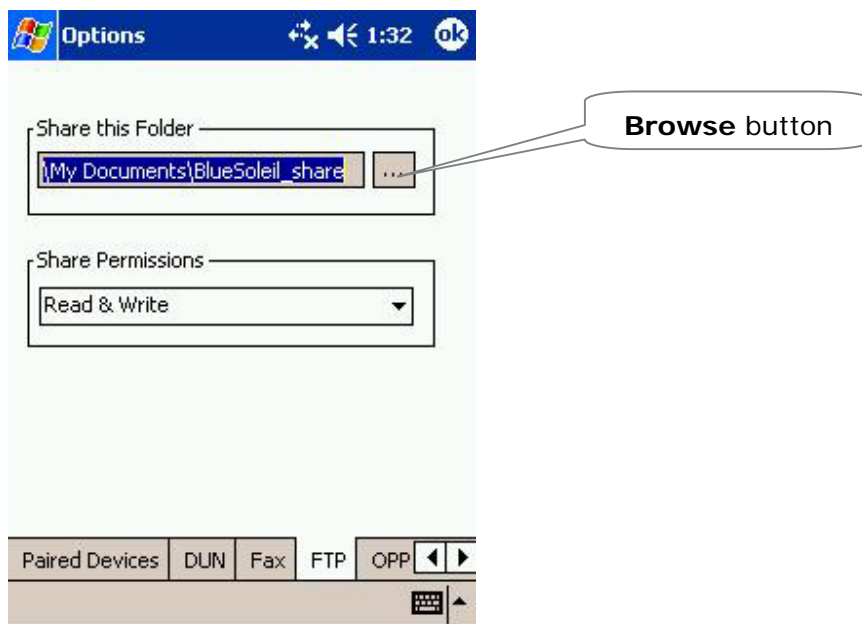 Options 1:32 ok
Share this Folder
\My Documents\BlueSoleil_share ...
Browse button
Share Permissions
Read & Write
Paired Devices DUN Fax FTP OPP